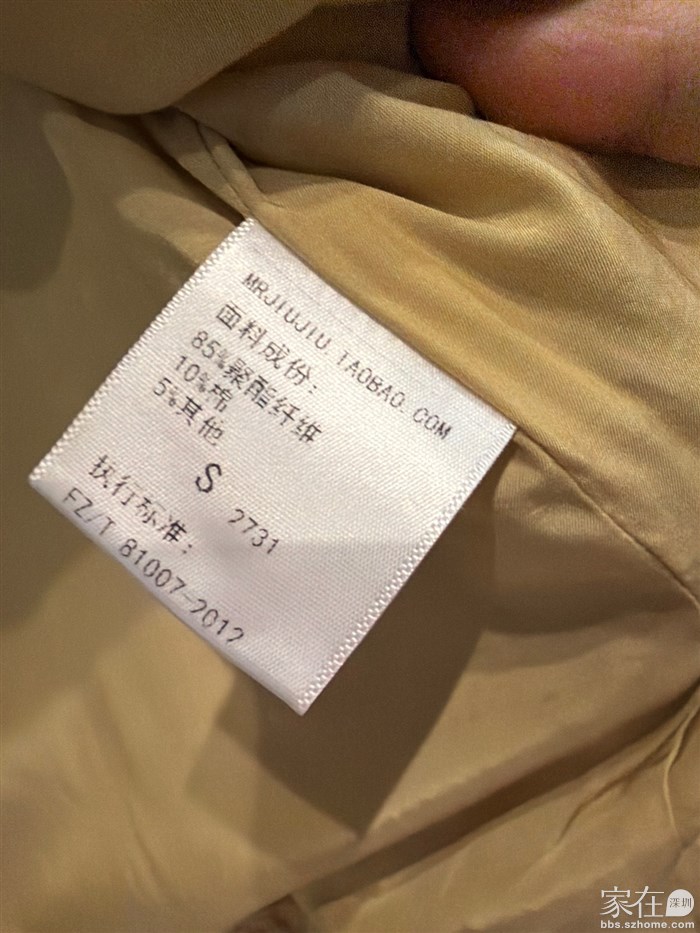 MRJIUJIU.TAOBAO.COM
面料成份：
85%聚酯纤维
10%棉
5%其他
S 2731
执行标准：
FZ/T 81007-2012
家在深圳
bbs.szhome.com